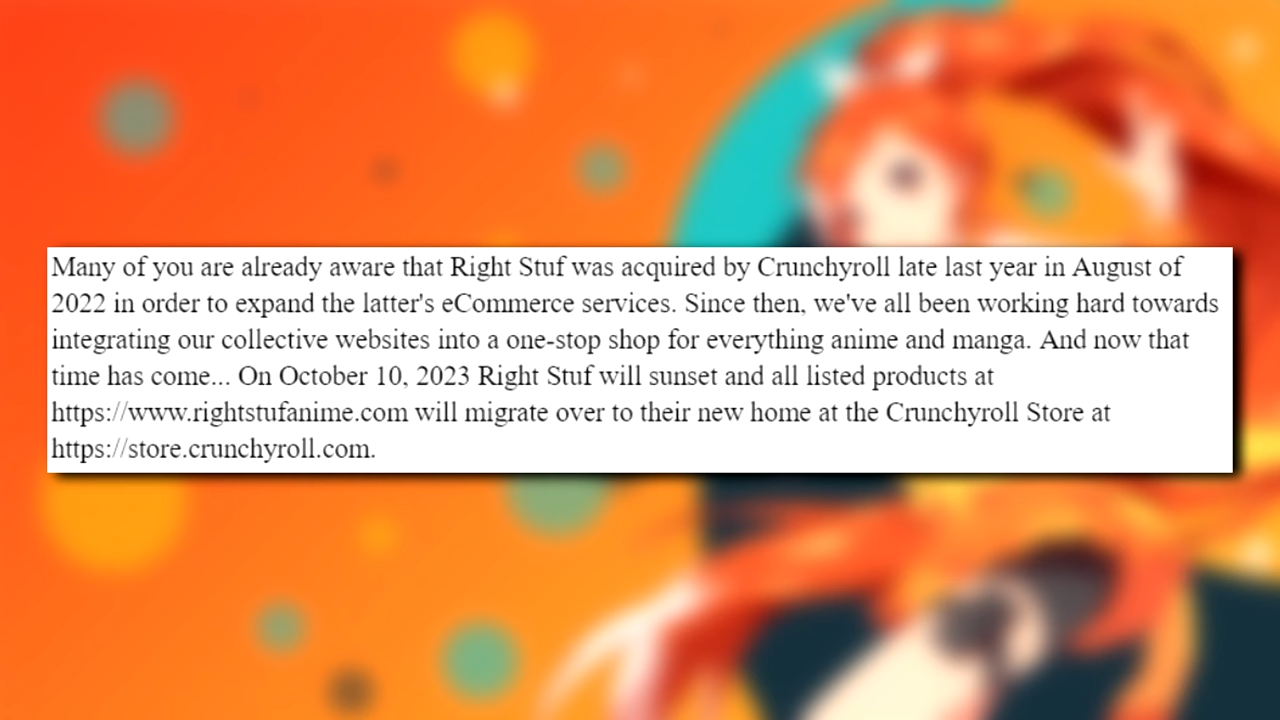 Many of you are already aware that Right Stuf was acquired by Crunchyroll late last year in August of
2022 in order to expand the latter's eCommerce services. Since then, we've all been working hard towards
integrating our collective websites into a one-stop shop for everything anime and manga. And now that
time has come... On October 10, 2023 Right Stuf will sunset and all listed products at
https://www.rightstufanime.com will migrate over to their new home at the Crunchyroll Store at
https://store.crunchyroll.com.